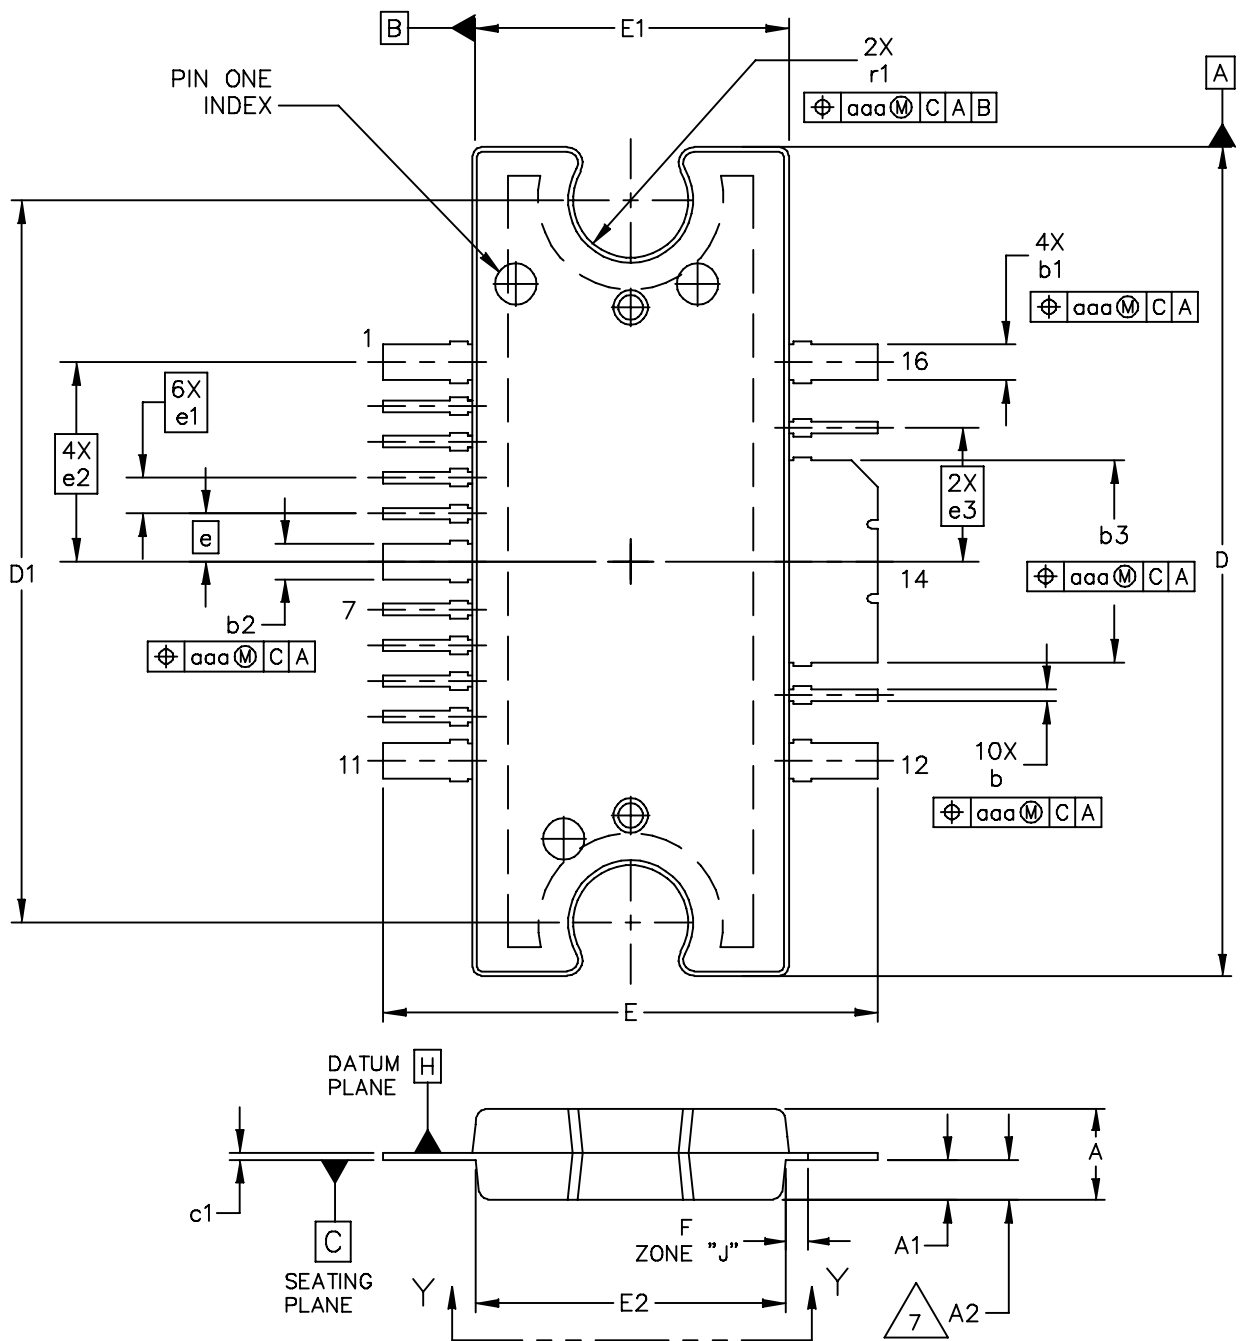 B
E1
2X
r1
⌖ aaa Ⓜ C A B
A
PIN ONE
INDEX
4X
b1
⌖ aaa Ⓜ C A
1
16
6X
e1
4X
e2
2X
e3
e
b3
⌖ aaa Ⓜ C A
D1
D
14
7
b2
⌖ aaa Ⓜ C A
11
12
10X
b
⌖ aaa Ⓜ C A
E
DATUM
PLANE
H
A
c1
C
SEATING
PLANE
F
ZONE "J"
A1
Y
Y
E2
7
A2